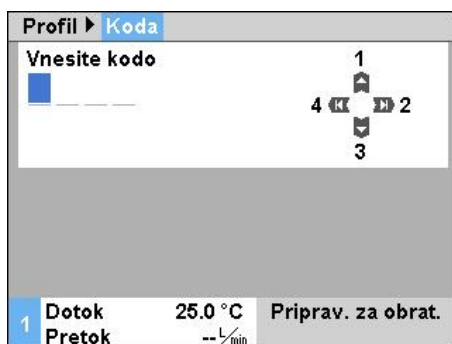 Profil ▶ Koda
Vnesite kodo
1
4 2
3
1 Dotok 25.0 °C Priprav. za obrat.
Pretok -- L/min